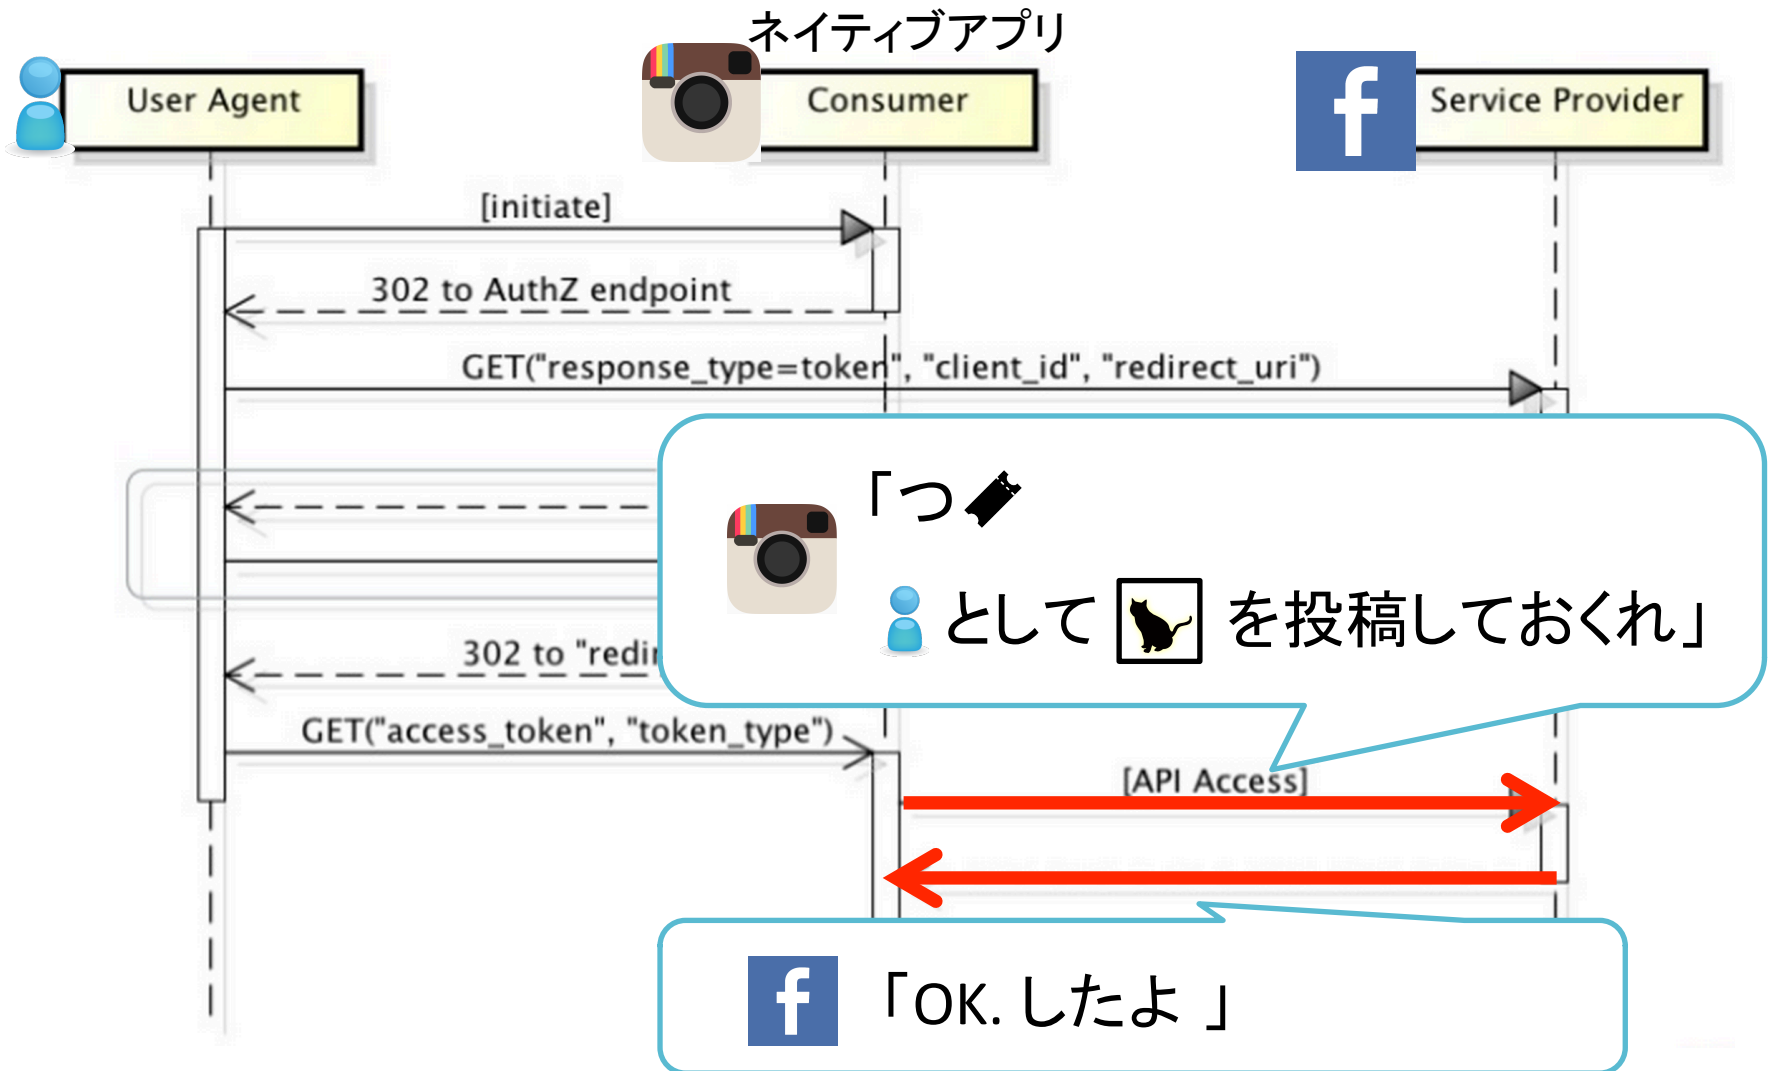 ネイティブアプリ
User Agent
Consumer
Service Provider
[initiate]
302 to AuthZ endpoint
GET("response_type=token", "client_id", "redirect_uri")
「つ
として を投稿しておくれ」
302 to "redir
GET("access_token", "token_type")
[API Access]
「OK. したよ 」